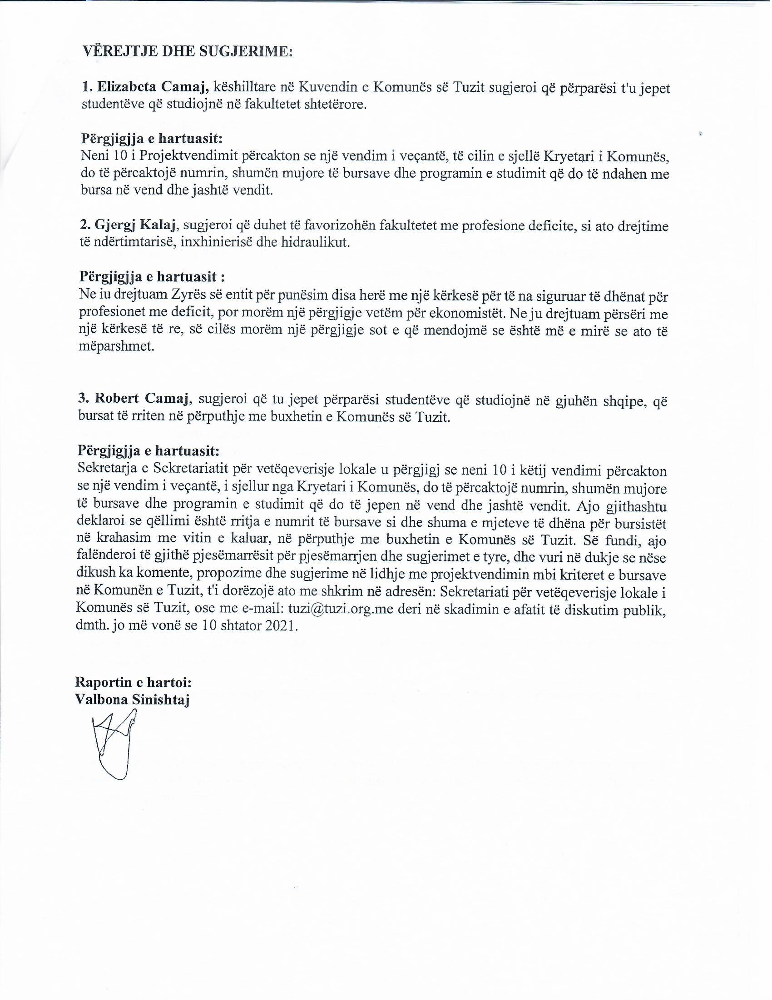 VËREJTJE DHE SUGJERIME:
1. Elizabeta Camaj, këshilltare në Kuvendin e Komunës së Tuzit sugjeroi që përparësi t'u jepet
studentëve që studiojnë në fakultetet shtetërore.
Përgjigjja e hartuasit:
Neni 10 i Projektvendimit përcakton se një vendim i veçantë, të cilin e sjellë Kryetari i Komunës,
do të përcaktojë numrin, shumën mujore të bursave dhe programin e studimit që do të ndahen me
bursa në vend dhe jashtë vendit.
2. Gjergj Kalaj, sugjeroi që duhet të favorizohën fakultetet me profesione deficite, si ato drejtime
të ndërtimtarisë, inxhinierisë dhe hidraulikut.
Përgjigjja e hartuasit :
Ne iu drejtuam Zyrës së entit për punësim disa herë me një kërkesë për të na siguruar të dhënat për
profesionet me deficit, por morëm një përgjigje vetëm për ekonomistët. Ne ju drejtuam përsëri me
një kërkesë të re, së cilës morëm një përgjigje sot e që mendojmë se është më e mirë se ato të
mëparshmet.
3. Robert Camaj, sugjeroi që tu jepet përparësi studentëve që studiojnë në gjuhën shqipe, që
bursat të rriten në përputhje me buxhetin e Komunës së Tuzit.
Përgjigjja e hartuasit:
Sekretarja e Sekretariatit për vetëqeverisje lokale u përgjigj se neni 10 i këtij vendimi përcakton
se një vendim i veçantë, i sjellur nga Kryetari i Komunës, do të përcaktojë numrin, shumën mujore
të bursave dhe programin e studimit që do të jepen në vend dhe jashtë vendit. Ajo gjithashtu
deklaroi se qëllimi është rritja e numrit të bursave si dhe shuma e mjeteve të dhëna për bursistët
në krahasim me vitin e kaluar, në përputhje me buxhetin e Komunës së Tuzit. Së fundi, ajo
falënderoi të gjithë pjesëmarrësit për pjesëmarrjen dhe sugjerimet e tyre, dhe vuri në dukje se nëse
dikush ka komente, propozime dhe sugjerime në lidhje me projektvendimin mbi kriteret e bursave
në Komunën e Tuzit, t'i dorëzojë ato me shkrim në adresën: Sekretariati për vetëqeverisje lokale i
Komunës së Tuzit, ose me e-mail: tuzi@tuzi.org.me deri në skadimin e afatit të diskutim publik,
dmth. jo më vonë se 10 shtator 2021.
Raportin e hartoi:
Valbona Sinishtaj